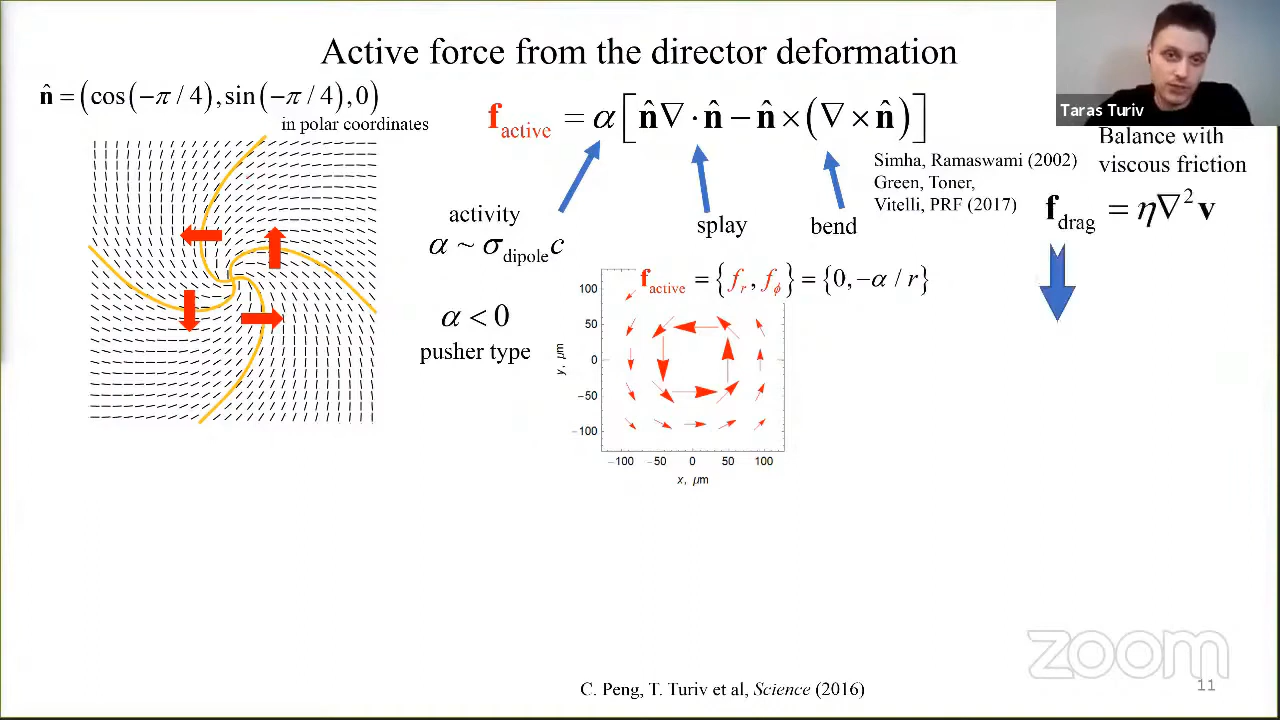 Active force from the director deformation
n̂ = (cos(−π / 4), sin(−π / 4), 0)
in polar coordinates
f_active = α[n̂∇ · n̂ − n̂ × (∇ × n̂)]
Taras Turiv
Balance with
viscous friction
Simha, Ramaswami (2002)
Green, Toner,
Vitelli, PRF (2017)
f_drag = η∇²v
activity
α ~ σ_dipole c
splay
bend
α < 0
pusher type
f_active = {f_r, f_ϕ} = {0, −α / r}
100
50
0
−50
−100
y, μm
−100 −50 0 50 100
x, μm
zoom
C. Peng, T. Turiv et al, Science (2016)
11